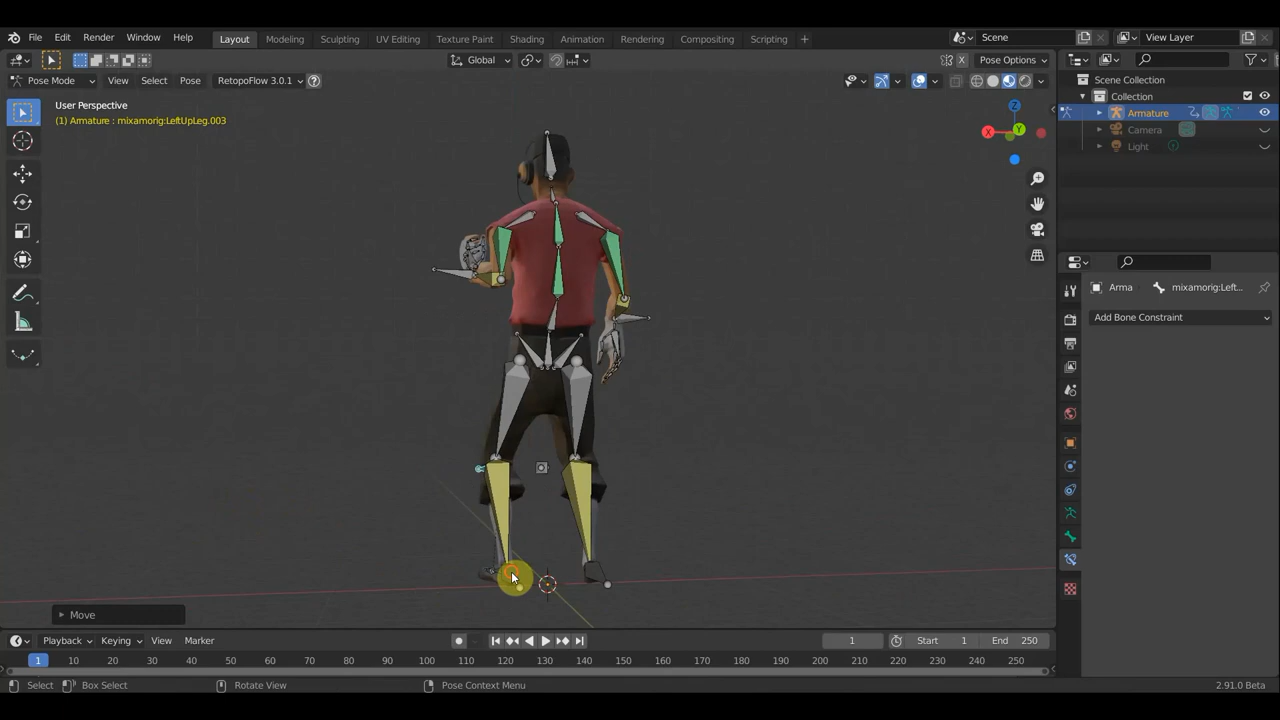 File Edit Render Window Help Layout Modeling Sculpting UV Editing Texture Paint Shading Animation Rendering Compositing Scripting + Scene View Layer
Global Pose Options
Pose Mode View Select Pose RetopoFlow 3.0.1
Scene Collection
Collection
Armature
Camera
Light
User Perspective
(1) Armature : mixamorig:LeftUpLeg.003
X
Y
Z
X
Arma mixamorig:Left...
Add Bone Constraint
Move
Playback Keying View Marker 1 Start 1 End 250
1 10 20 30 40 50 60 70 80 90 100 110 120 130 140 150 160 170 180 190 200 210 220 230 240 250
Select Box Select Rotate View Pose Context Menu 2.91.0 Beta